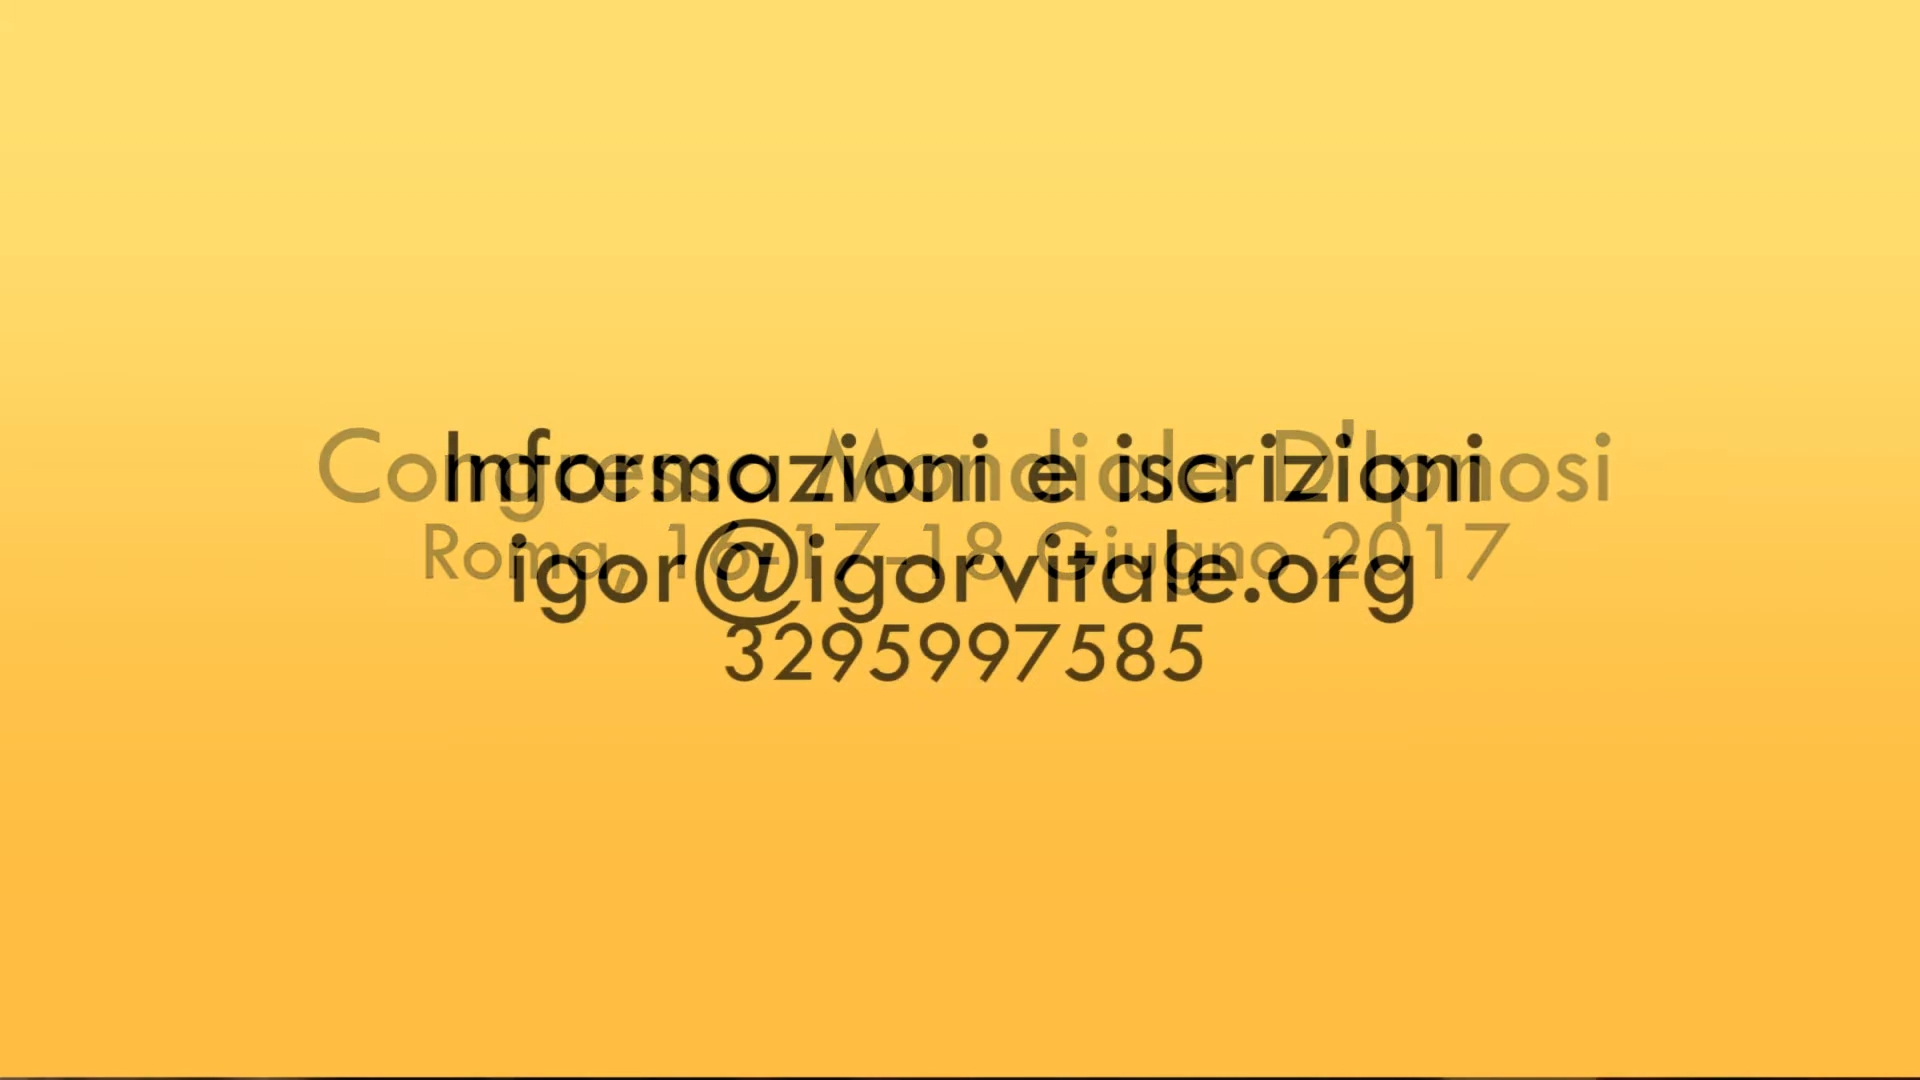 Congresso Mondiale D'Ipnosi
Roma, 16-17-18 Giugno 2017
Informazioni e iscrizioni
igor@igorvitale.org
3295997585